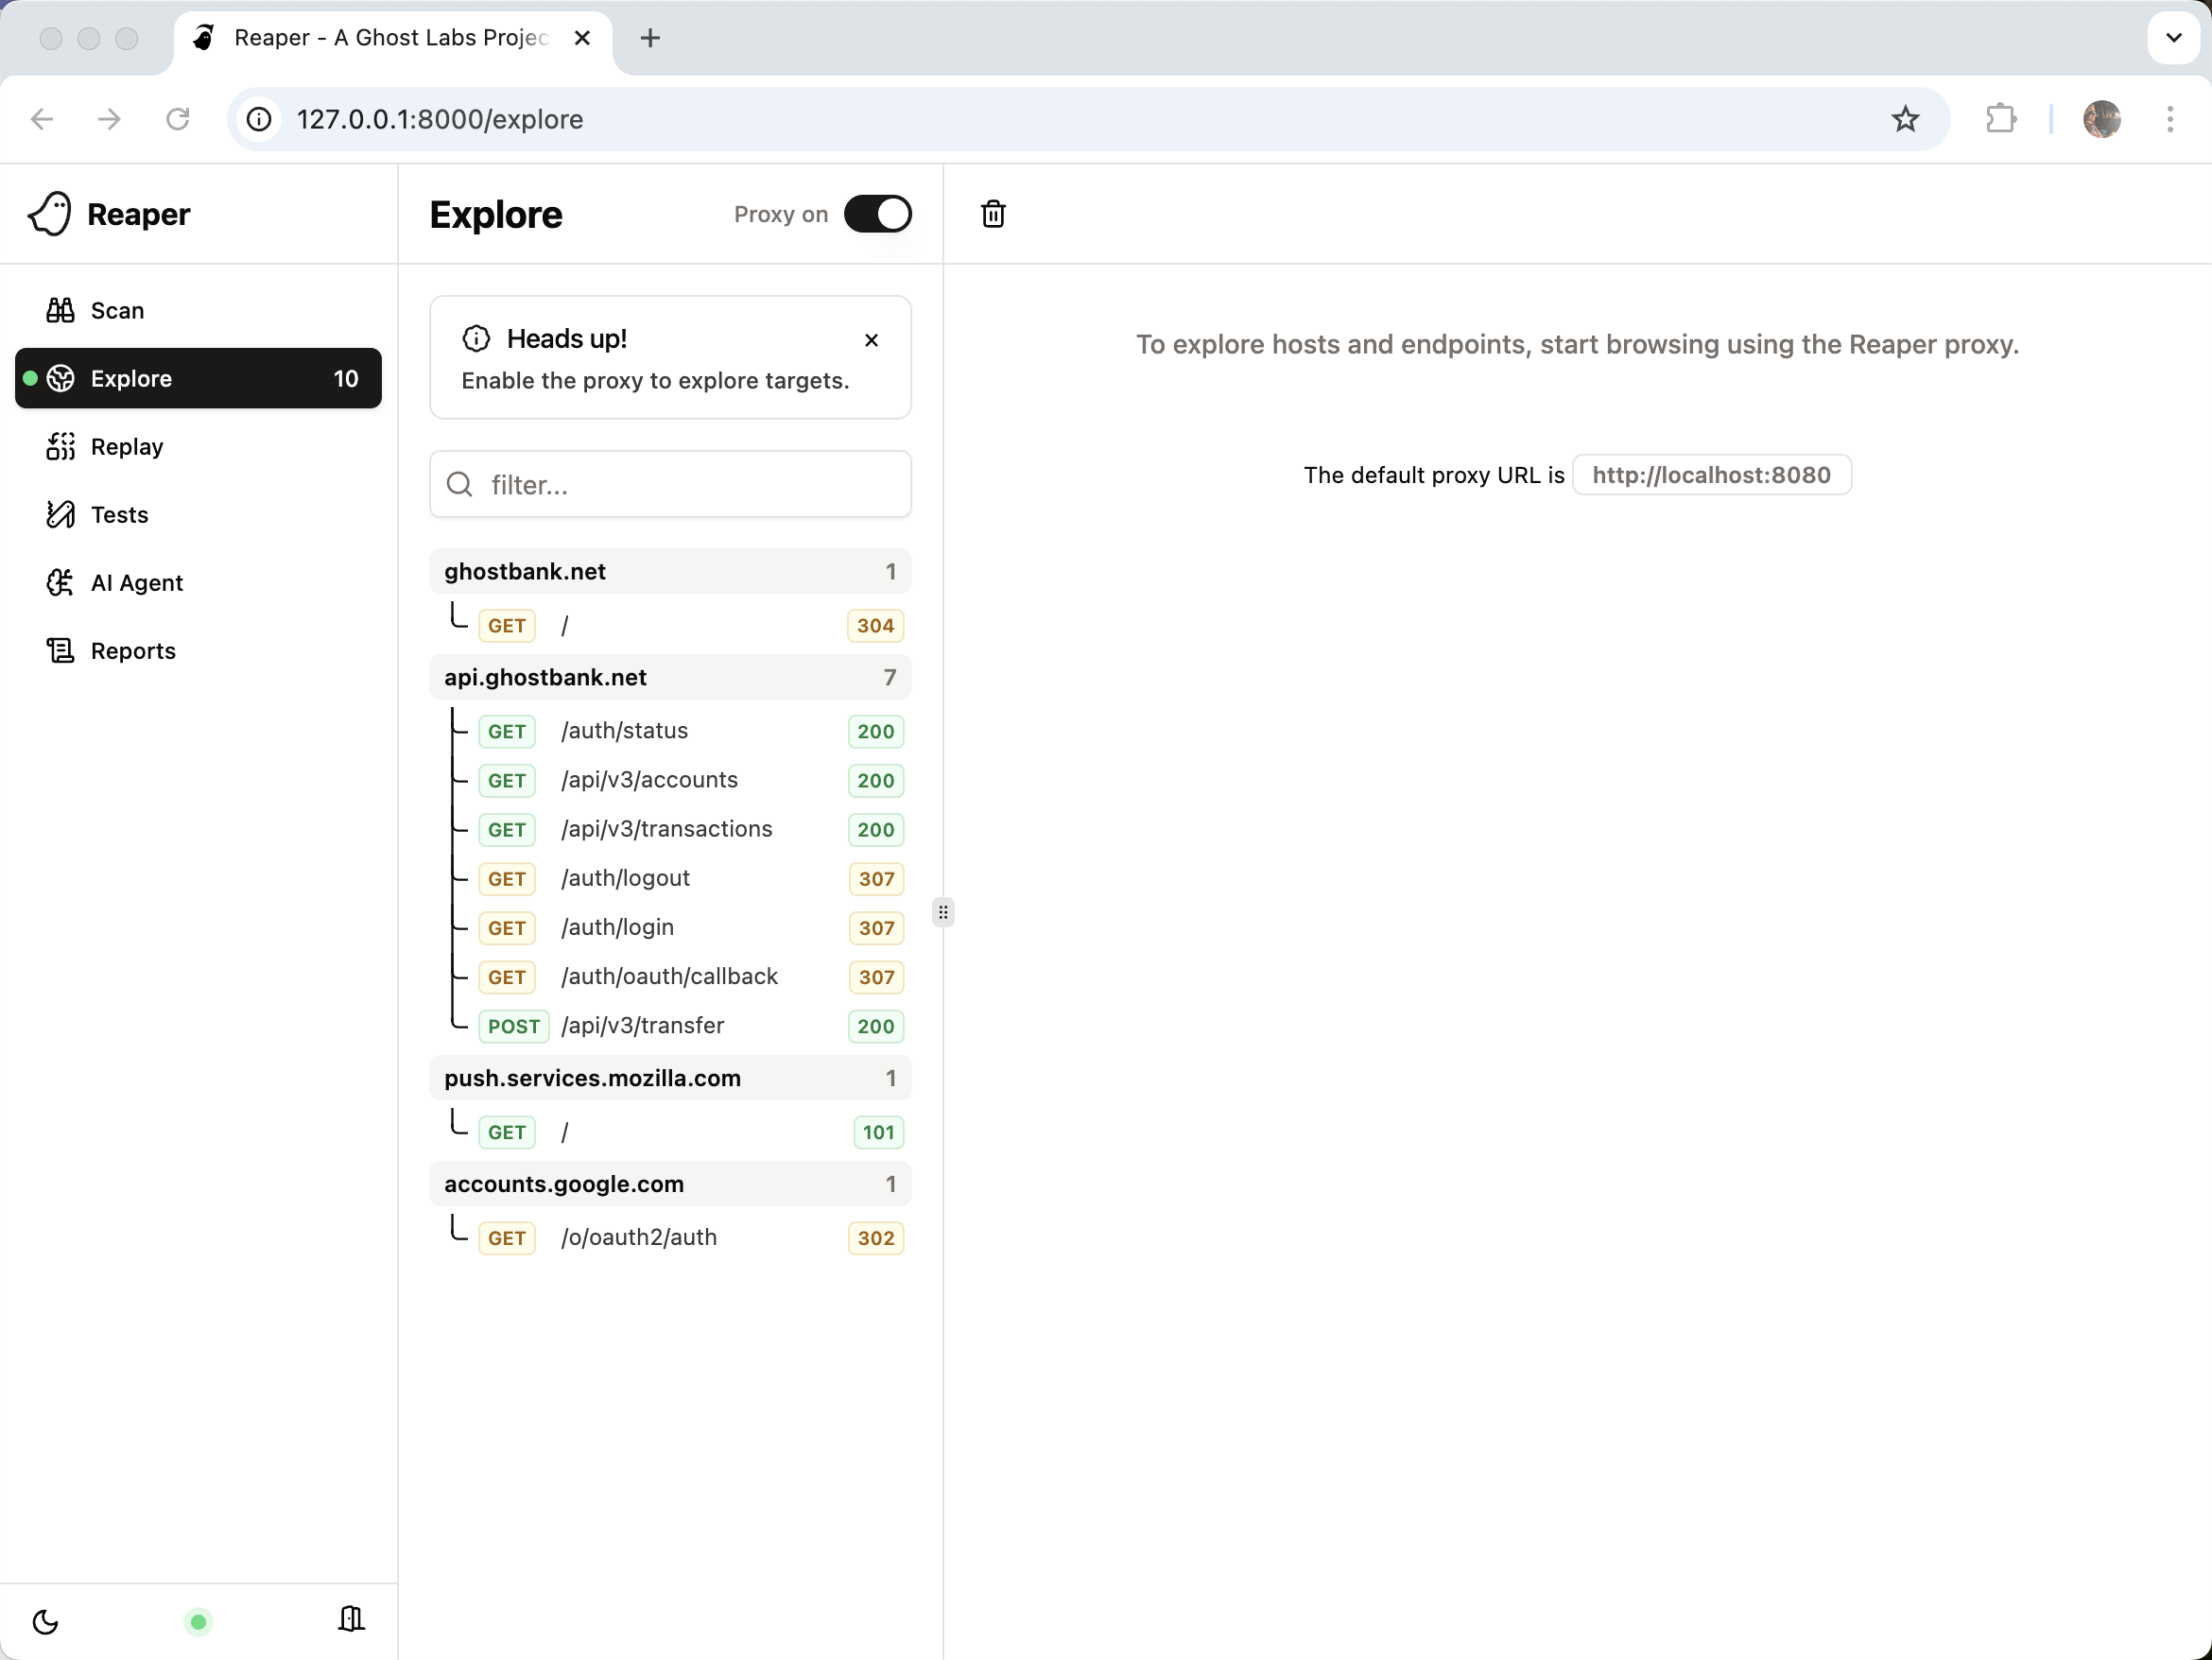 Reaper - A Ghost Labs Projec
127.0.0.1:8000/explore
Reaper
Scan
Explore 10
Replay
Tests
AI Agent
Reports
Explore Proxy on
Heads up!
Enable the proxy to explore targets.
filter...
ghostbank.net 1
GET / 304
api.ghostbank.net 7
GET /auth/status 200
GET /api/v3/accounts 200
GET /api/v3/transactions 200
GET /auth/logout 307
GET /auth/login 307
GET /auth/oauth/callback 307
POST /api/v3/transfer 200
push.services.mozilla.com 1
GET / 101
accounts.google.com 1
GET /o/oauth2/auth 302
To explore hosts and endpoints, start browsing using the Reaper proxy.
The default proxy URL is http://localhost:8080